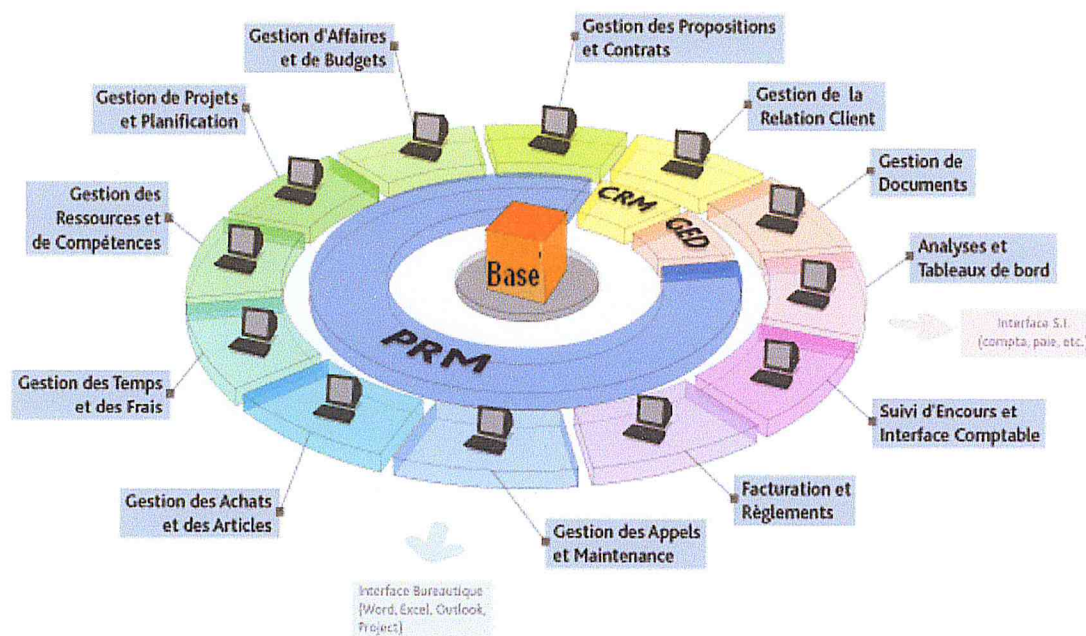 Gestion d'Affaires
et de Budgets
Gestion des Propositions
et Contrats
Gestion de Projets
et Planification
Gestion de la
Relation Client
Gestion des
Ressources et
de Compétences
Gestion de
Documents
CRM
GED
Base
PRM
Analyses et
Tableaux de bord
Interface S.I.
(compta, paie, etc.)
Gestion des Temps
et des Frais
Suivi d'Encours et
Interface Comptable
Gestion des Achats
et des Articles
Gestion des Appels
et Maintenance
Facturation et
Règlements
Interface Bureautique
(Word, Excel, Outlook,
Project)